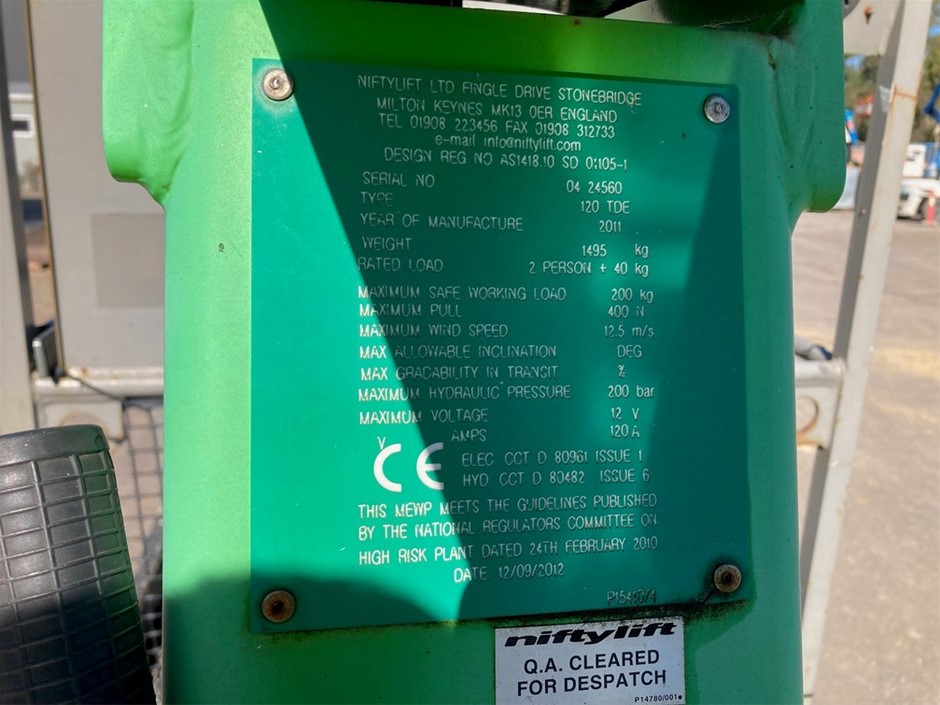 NIFTYLIFT LTD FINGLE DRIVE STONEBRIDGE
MILTON KEYNES MK13 0ER ENGLAND
TEL 01908 223456 FAX 01908 312733
e-mail info@niftylift.com
DESIGN REG NO AS1418.10 SD 01105-1
SERIAL NO 04 24560
TYPE 120 TDE
YEAR OF MANUFACTURE 2011
WEIGHT 1495 kg
RATED LOAD 2 PERSON + 40 kg
MAXIMUM SAFE WORKING LOAD 200 kg
MAXIMUM PULL 400 N
MAXIMUM WIND SPEED 12.5 m/s
MAX ALLOWABLE INCLINATION DEG
MAX GRADABILITY IN TRANSIT %
MAXIMUM HYDRAULIC PRESSURE 200 bar
MAXIMUM VOLTAGE 12 V
V AMPS 120 A
CE ELEC CCT D 80961 ISSUE 1
HYD CCT D 80482 ISSUE 6
THIS MEWP MEETS THE GUIDELINES PUBLISHED
BY THE NATIONAL REGULATORS COMMITTEE ON
HIGH RISK PLANT DATED 24TH FEBRUARY 2010
DATE 12/09/2012
P15440/4
niftylift
Q.A. CLEARED
FOR DESPATCH
P14780/001